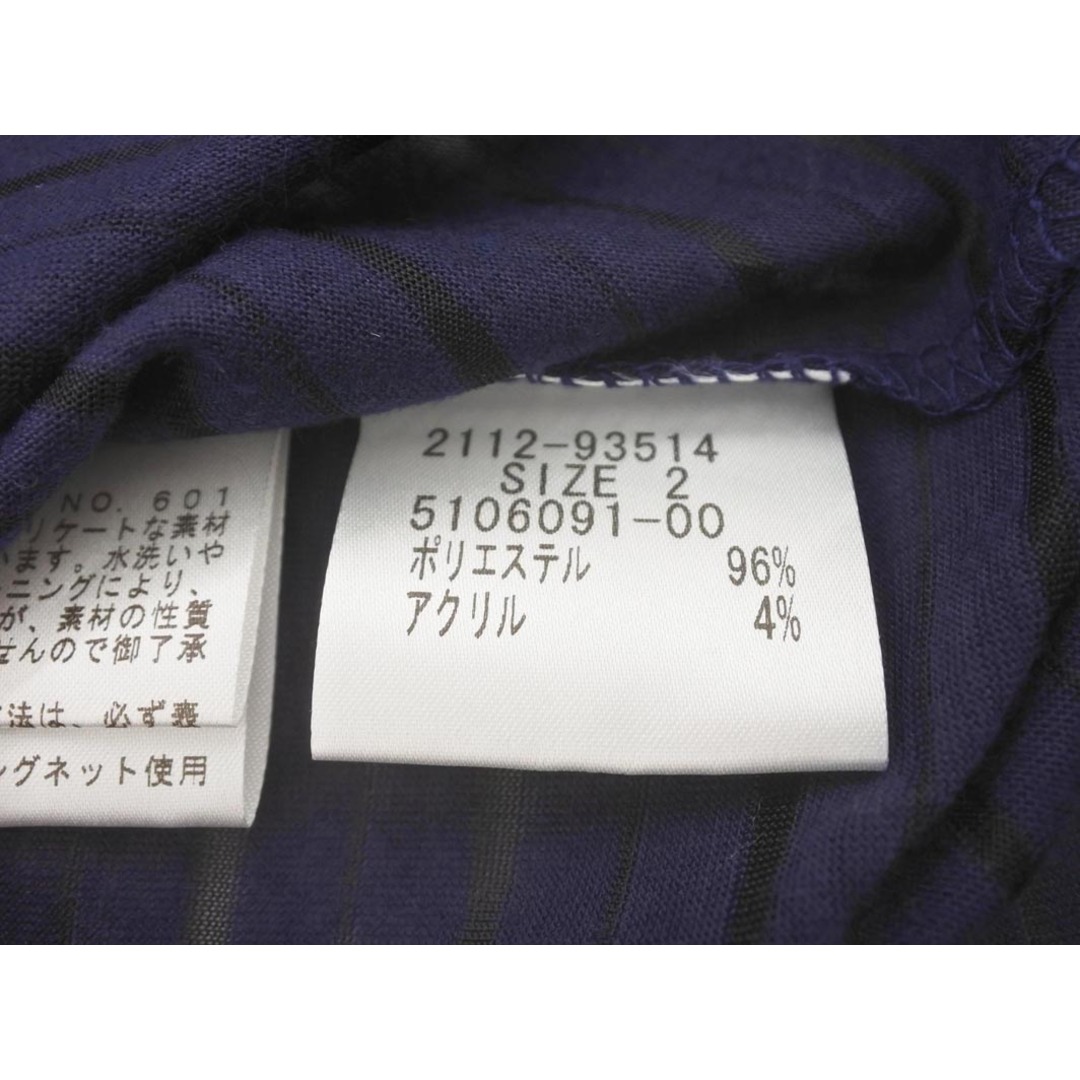 NO. 601
リケートな素材
います。水洗いや
ニングにより、
が、素材の性質
せんので御了承
法は、必ず裏
ングネット使用
2112-93514
SIZE 2
5106091-00
ポリエステル 96%
アクリル 4%